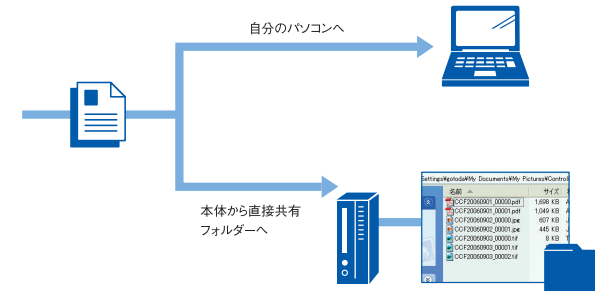 自分のパソコンへ
本体から直接共有
フォルダーへ
Settings¥gotoda¥My Documents¥My Pictures¥Control
名前 サイズ
CCF20060901_00000.pdf 1,698 KB A
CCF20060901_00001.pdf 1,049 KB A
CCF20060902_00000.jpg 607 KB J
CCF20060902_00001.jpg 445 KB J
CCF20060903_00000.tif 8 KB T
CCF20060903_00001.tif
CCF20060903_00002.tif